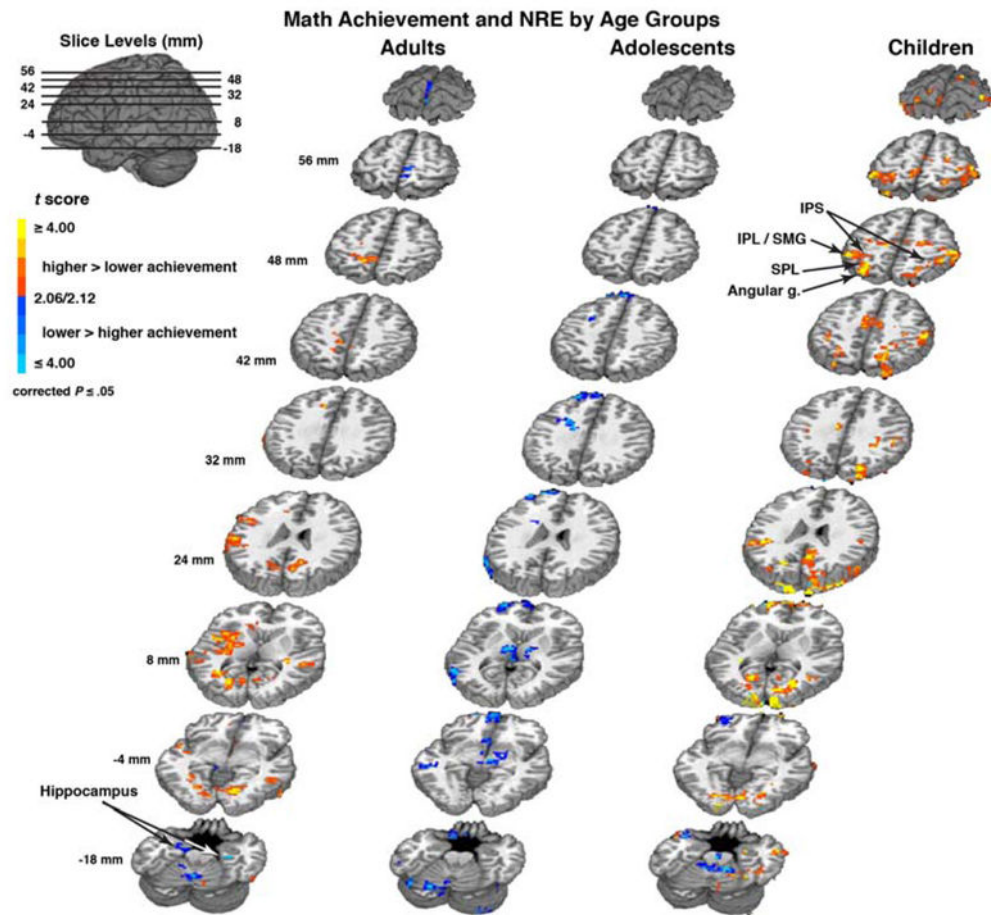 Math Achievement and NRE by Age Groups
Slice Levels (mm)
Adults
Adolescents
Children
56
48
42
32
24
8
-4
-18
t score
≥ 4.00
higher > lower achievement
2.06/2.12
lower > higher achievement
≤ 4.00
corrected P ≤ .05
56 mm
48 mm
IPS
IPL / SMG
SPL
Angular g.
42 mm
32 mm
24 mm
8 mm
-4 mm
Hippocampus
-18 mm